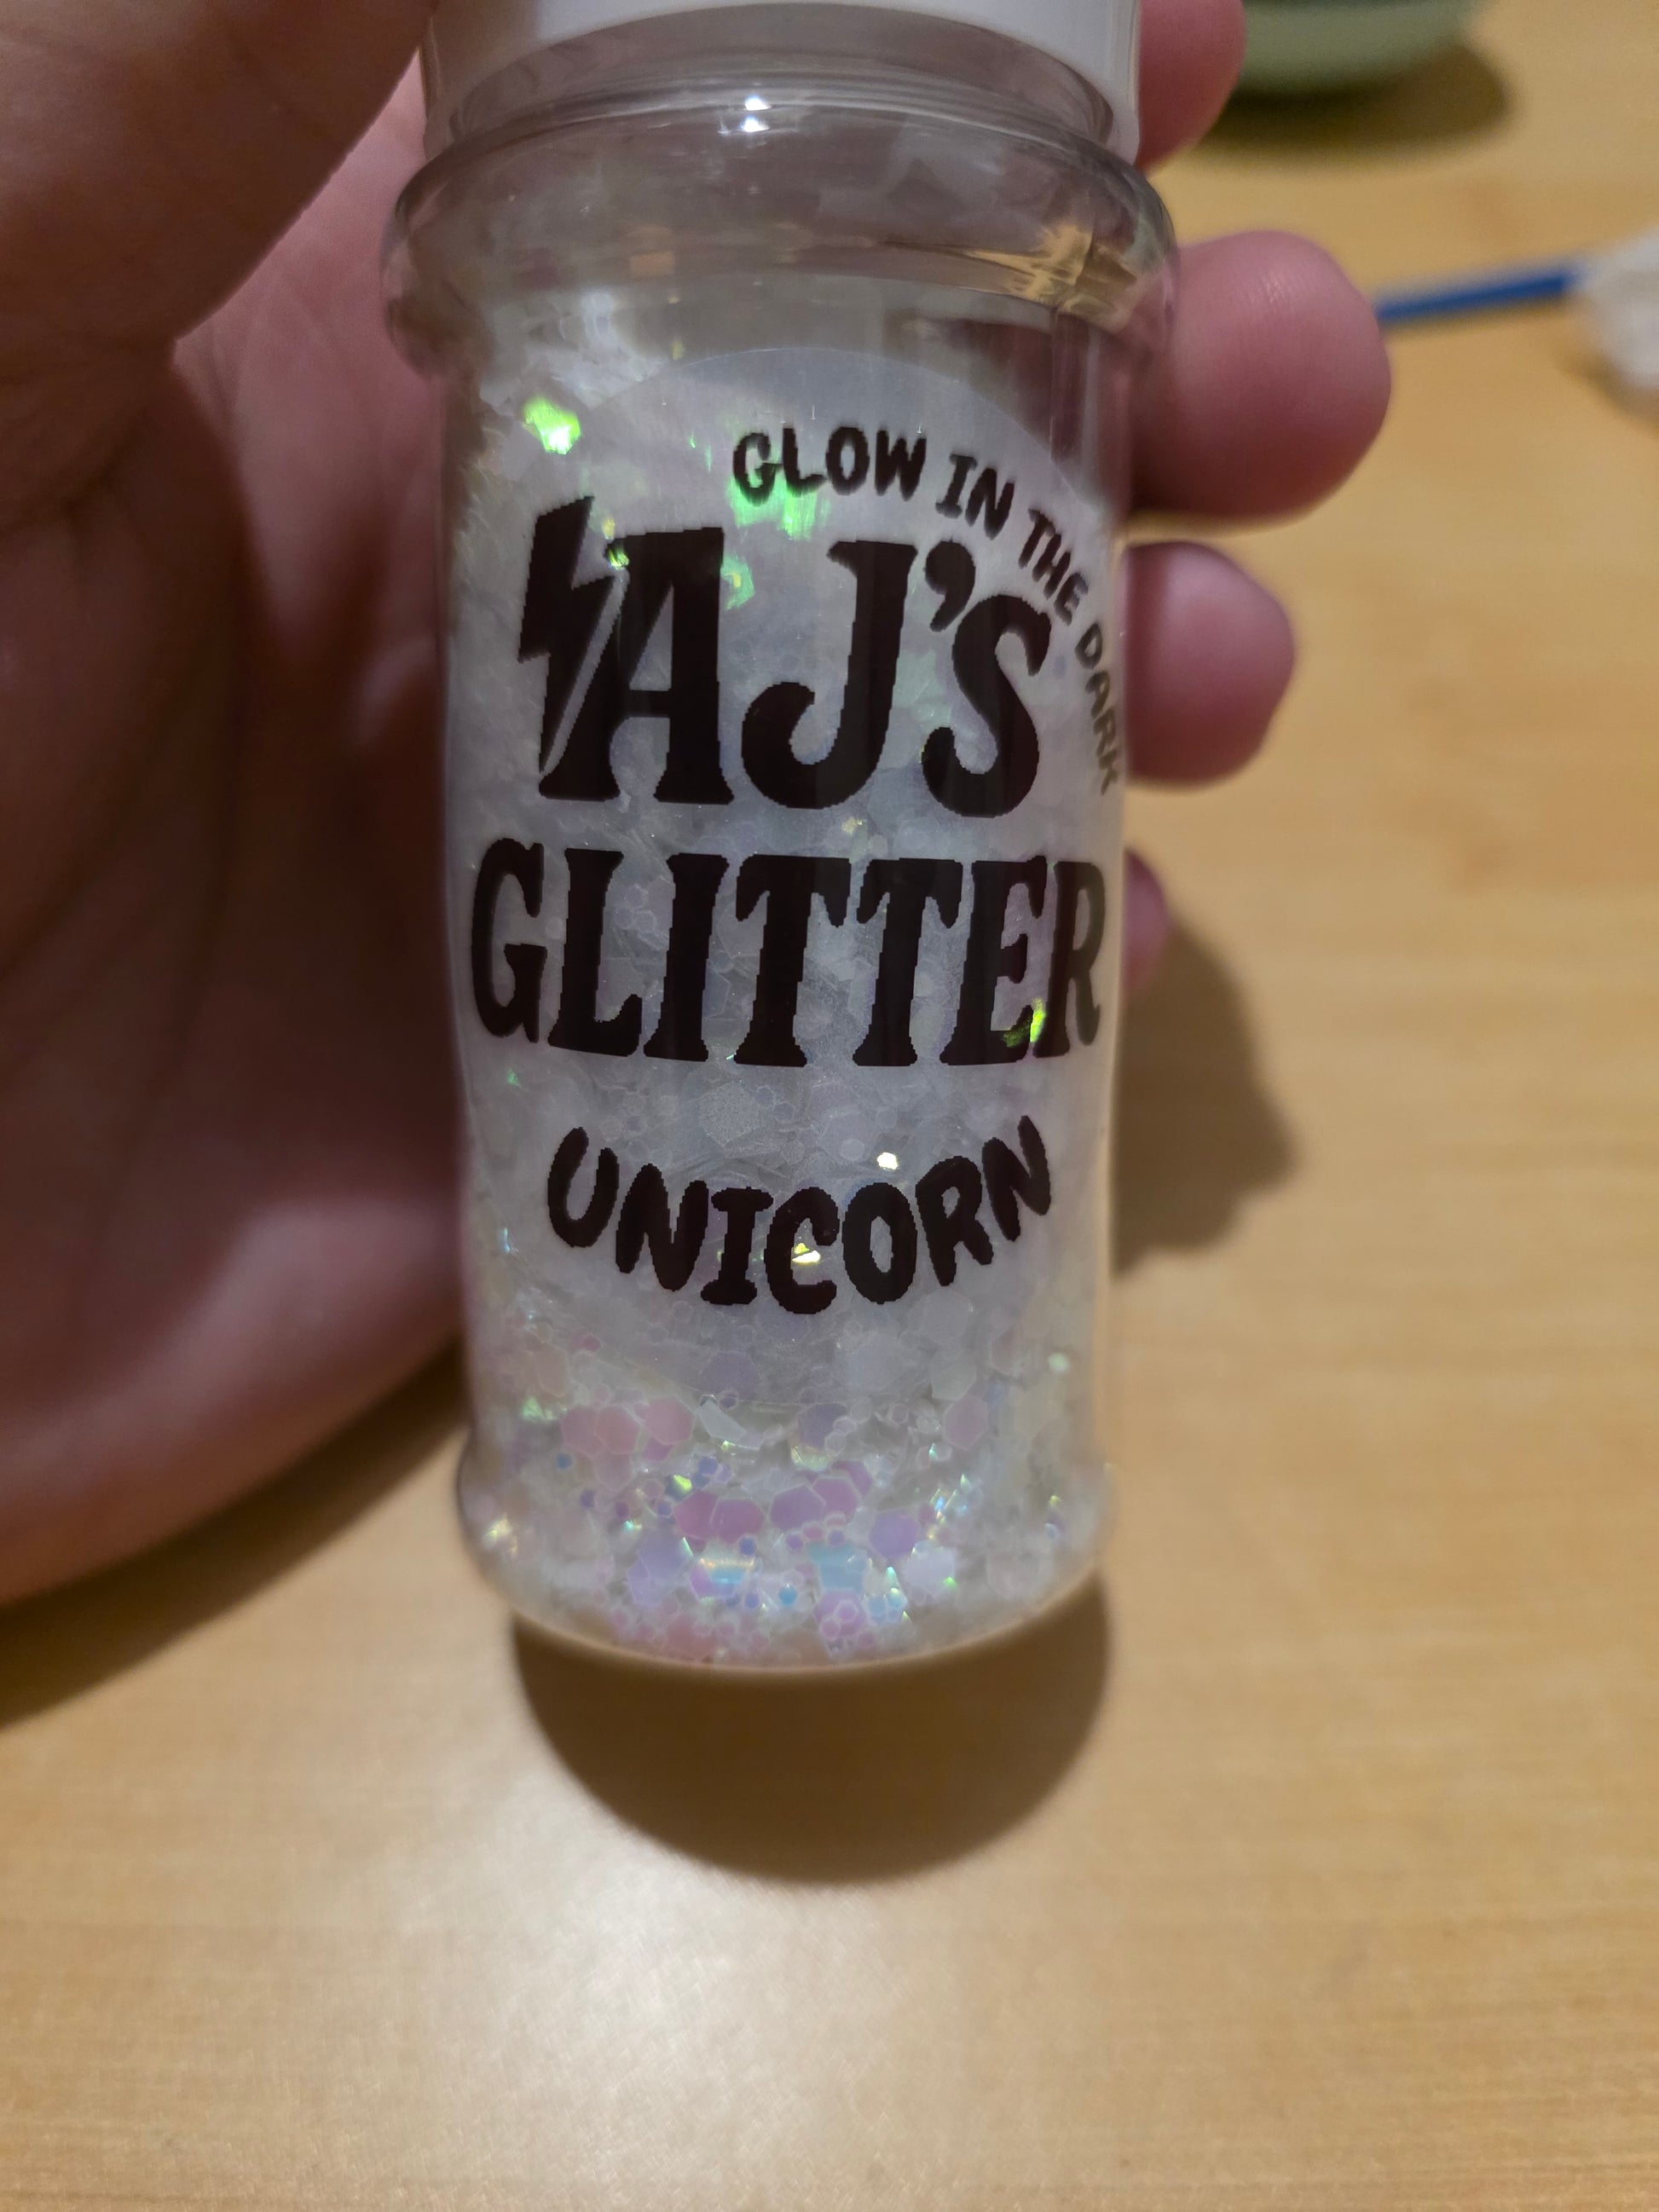 GLOW IN THE DARK
AJ'S
GLITTER
UNICORN